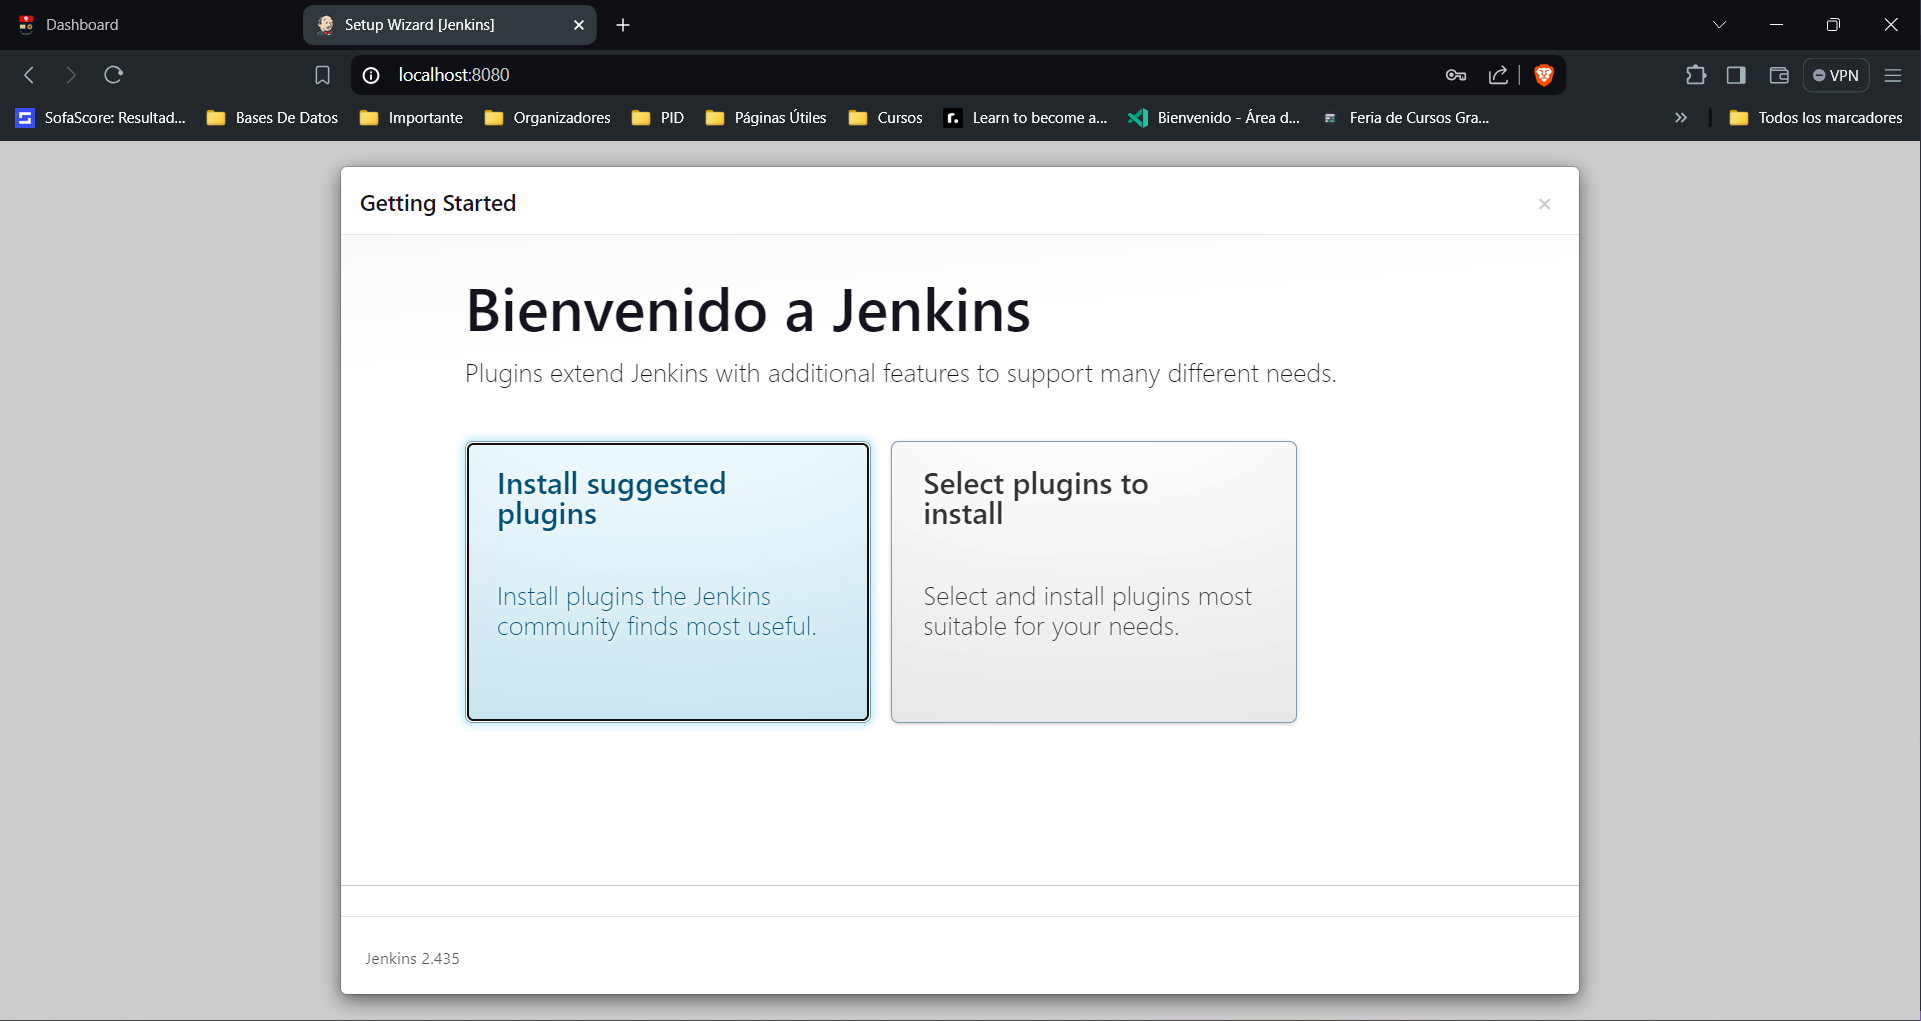 Dashboard
Setup Wizard [Jenkins]
localhost:8080
VPN
SofaScore: Resultad...
Bases De Datos
Importante
Organizadores
PID
Páginas Útiles
Cursos
Learn to become a...
Bienvenido - Área d...
Feria de Cursos Gra...
Todos los marcadores
Getting Started
Bienvenido a Jenkins
Plugins extend Jenkins with additional features to support many different needs.
Install suggested
plugins
Install plugins the Jenkins
community finds most useful.
Select plugins to
install
Select and install plugins most
suitable for your needs.
Jenkins 2.435